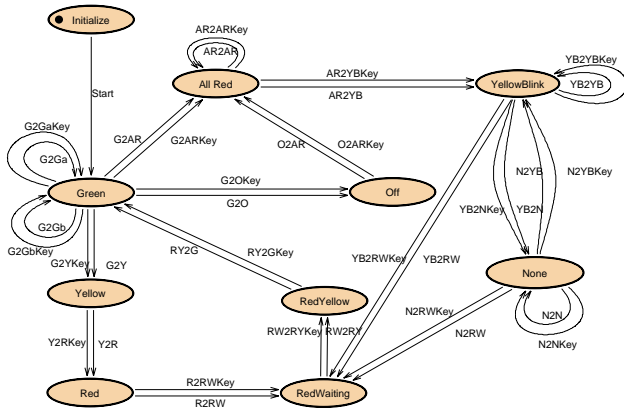 Initialize
AR2ARKey
AR2AR
All Red
AR2YBKey
AR2YB
YB2YBKey
YB2YB
YellowBlink
Start
G2GaKey
G2Ga
G2AR
G2ARKey
O2AR
O2ARKey
N2YB
N2YBKey
YB2NKey
YB2N
Green
G2OKey
G2O
Off
G2Gb
G2GbKey
G2YKey
G2Y
RY2G
RY2GKey
YB2RWKey
YB2RW
None
Yellow
RedYellow
N2RWKey
N2RW
N2N
N2NKey
Y2RKey
Y2R
RW2RYKey
RW2RY
Red
R2RWKey
R2RW
RedWaiting